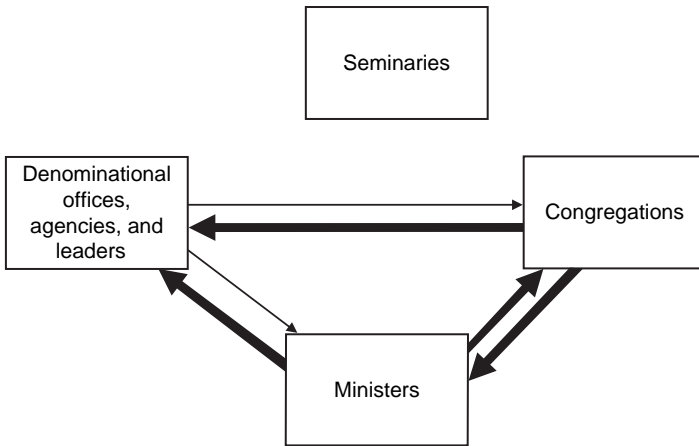 Seminaries
Denominational
offices,
agencies, and
leaders
Congregations
Ministers